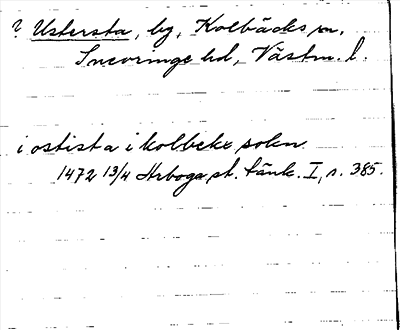 ? Ustersta, by, Kolbäcks sn,
Snevringe hd, Västm. l.
i ostista i kolbekx sokn
1472 13/4 Arboga st. tänk. I, s. 385.